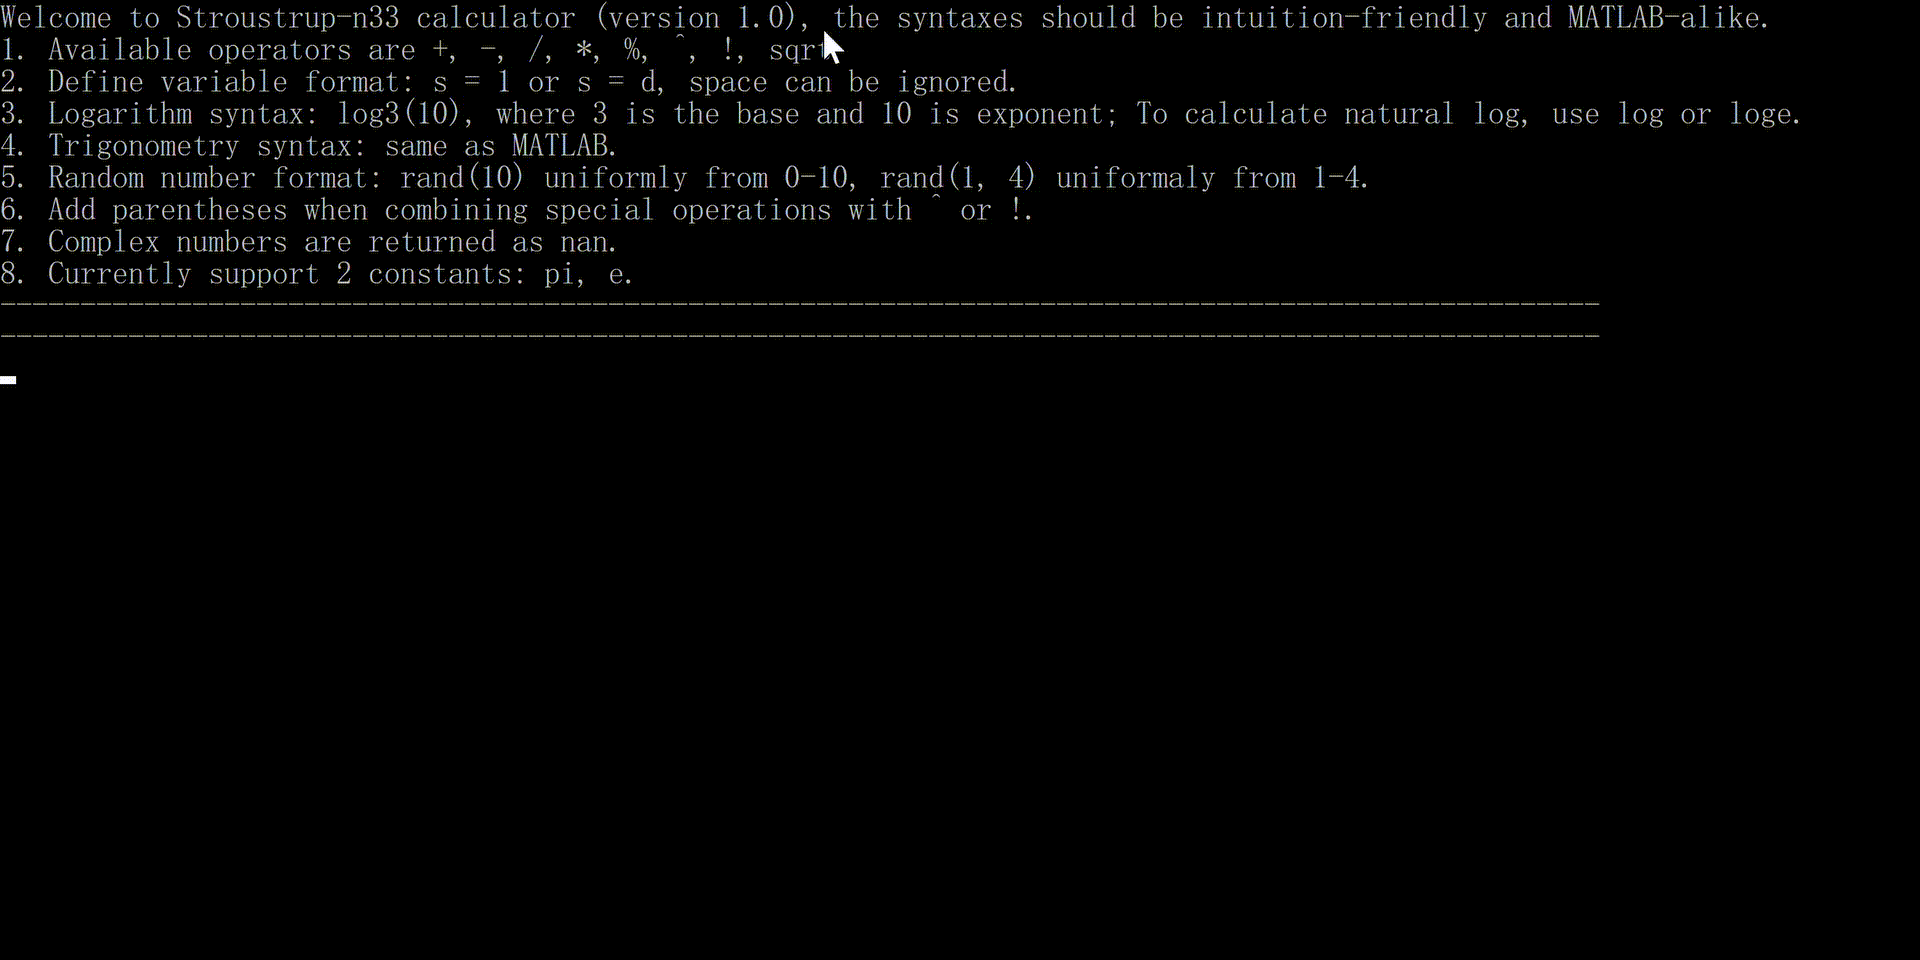 Welcome to Stroustrup-n33 calculator (version 1.0), the syntaxes should be intuition-friendly and MATLAB-alike.
1. Available operators are +, -, /, *, %, ^, !, sqrt
2. Define variable format: s = 1 or s = d, space can be ignored.
3. Logarithm syntax: log3(10), where 3 is the base and 10 is exponent; To calculate natural log, use log or loge.
4. Trigonometry syntax: same as MATLAB.
5. Random number format: rand(10) uniformly from 0-10, rand(1, 4) uniformaly from 1-4.
6. Add parentheses when combining special operations with ^ or !.
7. Complex numbers are returned as nan.
8. Currently support 2 constants: pi, e.
----------------------------------------------------------------------------------------------------
----------------------------------------------------------------------------------------------------